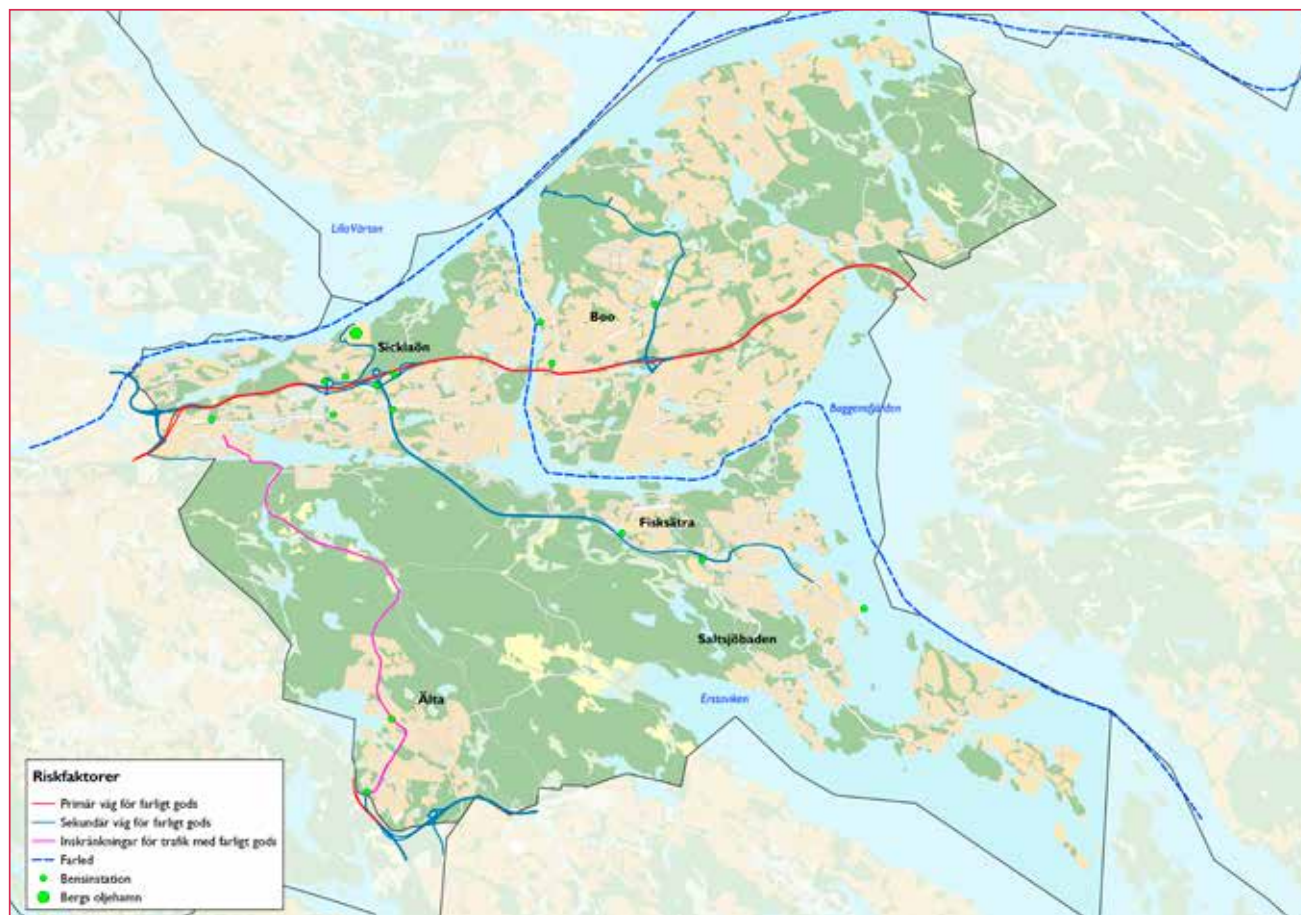 Lilla Värtan
Boo
Sicklaön
Baggensfjärden
Fisksätra
Saltsjöbaden
Älta
Erstaviken
Riskfaktorer
Primär väg för farligt gods
Sekundär väg för farligt gods
Inskränkningar för trafik med farligt gods
Farled
Bensinstation
Bergs oljehamn